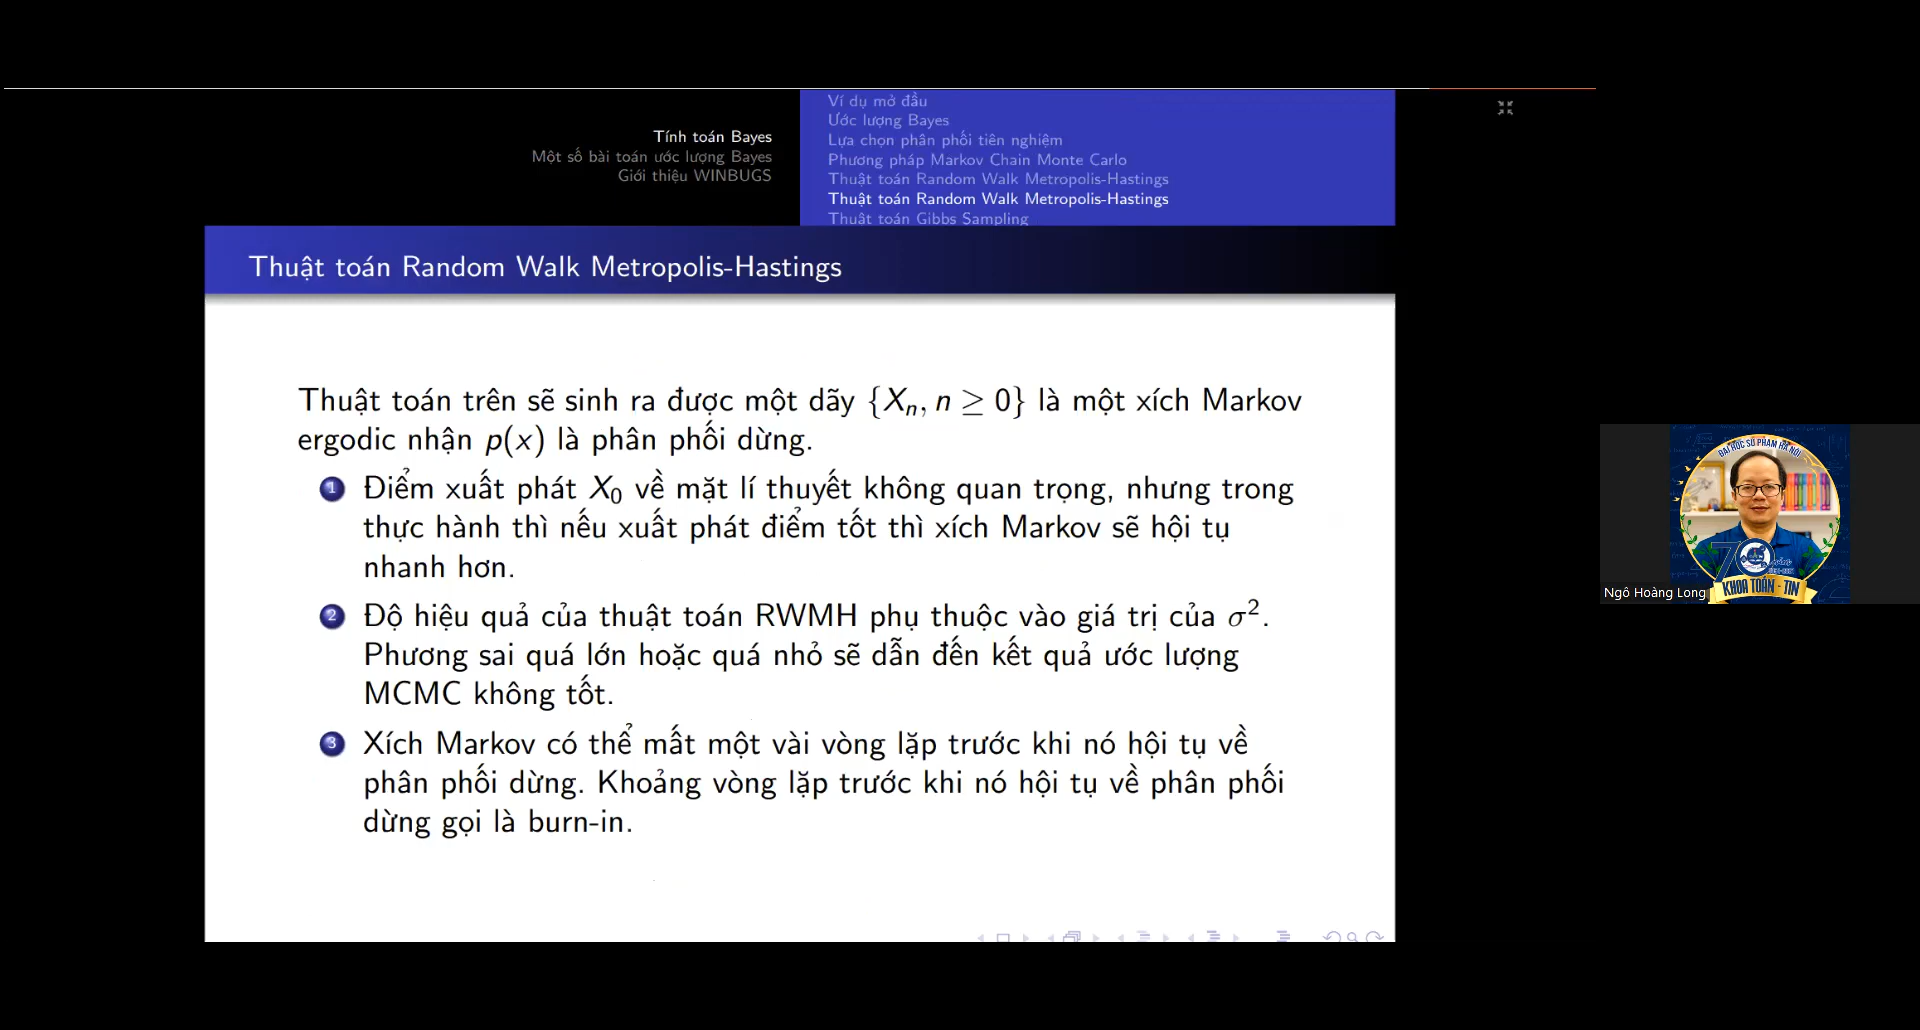 Tính toán Bayes
Một số bài toán ước lượng Bayes
Giới thiệu WINBUGS
Ví dụ mở đầu
Ước lượng Bayes
Lựa chọn phân phối tiên nghiệm
Phương pháp Markov Chain Monte Carlo
Thuật toán Random Walk Metropolis-Hastings
Thuật toán Random Walk Metropolis-Hastings
Thuật toán Gibbs Sampling
Thuật toán Random Walk Metropolis-Hastings
Thuật toán trên sẽ sinh ra được một dãy {Xₙ, n ≥ 0} là một xích Markov
ergodic nhận p(x) là phân phối dừng.
1 Điểm xuất phát X₀ về mặt lí thuyết không quan trọng, nhưng trong
thực hành thì nếu xuất phát điểm tốt thì xích Markov sẽ hội tụ
nhanh hơn.
2 Độ hiệu quả của thuật toán RWMH phụ thuộc vào giá trị của σ².
Phương sai quá lớn hoặc quá nhỏ sẽ dẫn đến kết quả ước lượng
MCMC không tốt.
3 Xích Markov có thể mất một vài vòng lặp trước khi nó hội tụ về
phân phối dừng. Khoảng vòng lặp trước khi nó hội tụ về phân phối
dừng gọi là burn-in.
ĐẠI HỌC SƯ PHẠM HÀ NỘI
70
KHOA TOÁN - TIN
Ngô Hoàng Long